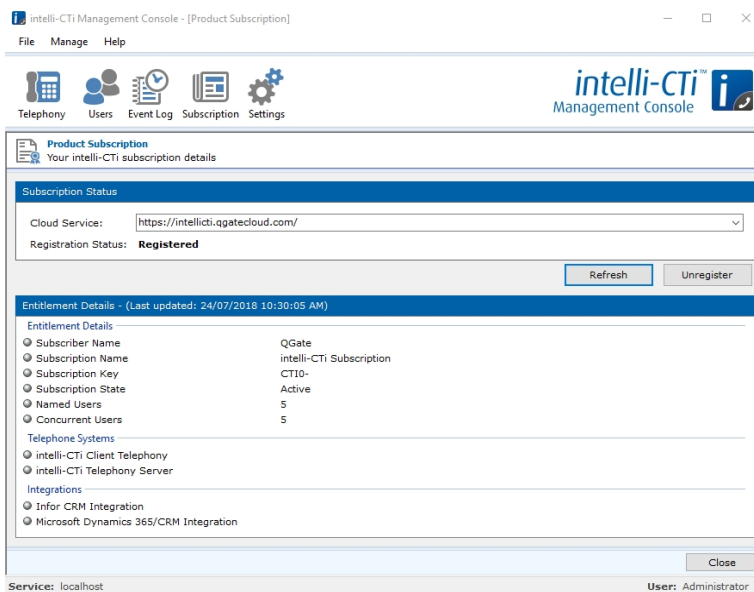 intelli-CTi Management Console - [Product Subscription]
File Manage Help
Telephony Users Event Log Subscription Settings
intelli-CTi™
Management Console
Product Subscription
Your intelli-CTi subscription details
Subscription Status
Cloud Service: https://intellicti.qgatecloud.com/
Registration Status: Registered
Refresh Unregister
Entitlement Details - (Last updated: 24/07/2018 10:30:05 AM)
Entitlement Details
Subscriber Name QGate
Subscription Name intelli-CTi Subscription
Subscription Key CTI0-
Subscription State Active
Named Users 5
Concurrent Users 5
Telephone Systems
intelli-CTi Client Telephony
intelli-CTi Telephony Server
Integrations
Infor CRM Integration
Microsoft Dynamics 365/CRM Integration
Close
Service: localhost User: Administrator